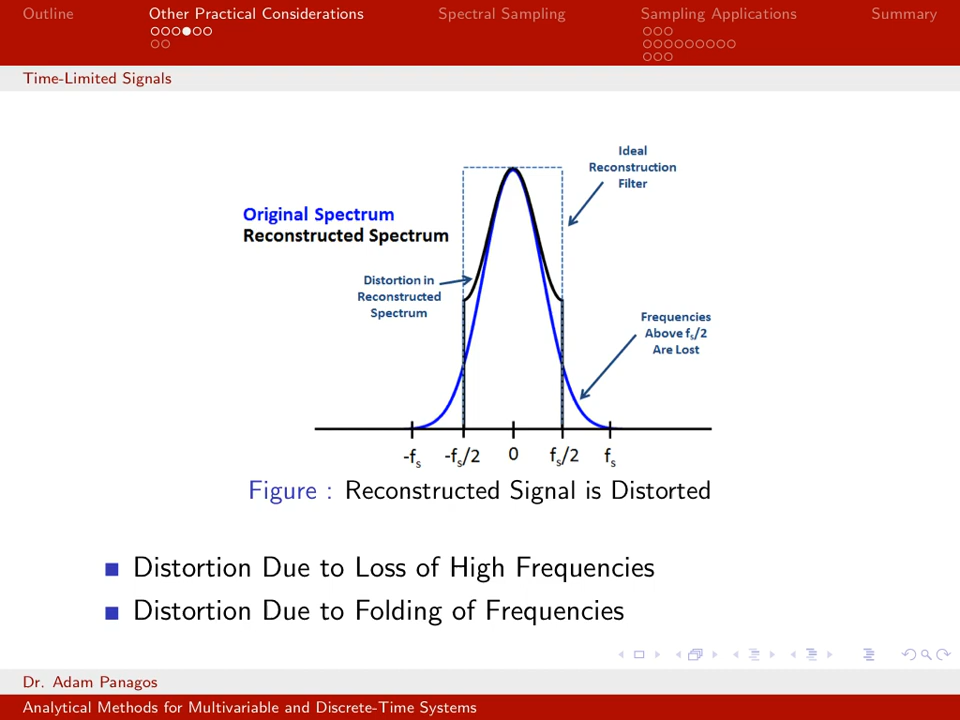 Outline
Other Practical Considerations
Spectral Sampling
Sampling Applications
Summary
Time-Limited Signals
Ideal
Reconstruction
Filter
Original Spectrum
Reconstructed Spectrum
Distortion in
Reconstructed
Spectrum
Frequencies
Above fs/2
Are Lost
-fs -fs/2 0 fs/2 fs
Figure : Reconstructed Signal is Distorted
Distortion Due to Loss of High Frequencies
Distortion Due to Folding of Frequencies
Dr. Adam Panagos
Analytical Methods for Multivariable and Discrete-Time Systems